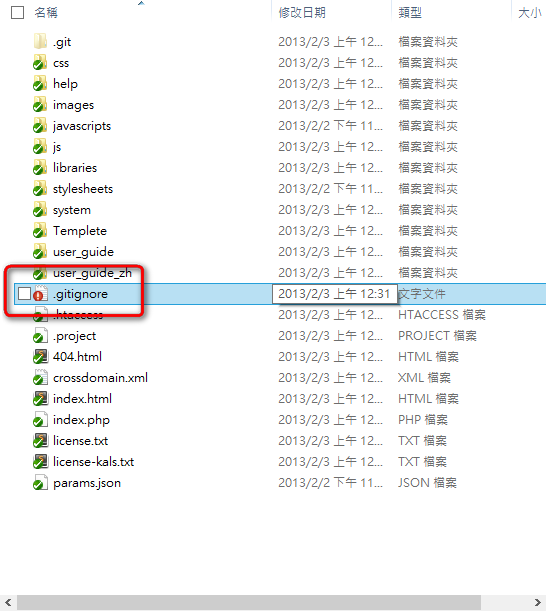 名稱 修改日期 類型 大小
.git 2013/2/3 上午 12... 檔案資料夾
css 2013/2/3 上午 12... 檔案資料夾
help 2013/2/3 上午 12... 檔案資料夾
images 2013/2/3 上午 12... 檔案資料夾
javascripts 2013/2/2 下午 11... 檔案資料夾
js 2013/2/3 上午 12... 檔案資料夾
libraries 2013/2/3 上午 12... 檔案資料夾
stylesheets 2013/2/2 下午 11... 檔案資料夾
system 2013/2/3 上午 12... 檔案資料夾
Templete 2013/2/3 上午 12... 檔案資料夾
user_guide 2013/2/3 上午 12... 檔案資料夾
user_guide_zh 2013/2/3 上午 12... 檔案資料夾
.gitignore 2013/2/3 上午 12:31 文字文件
.htaccess 2013/2/3 上午 12... HTACCESS 檔案
.project 2013/2/3 上午 12... PROJECT 檔案
404.html 2013/2/3 上午 12... HTML 檔案
crossdomain.xml 2013/2/3 上午 12... XML 檔案
index.html 2013/2/3 上午 12... HTML 檔案
index.php 2013/2/3 上午 12... PHP 檔案
license.txt 2013/2/3 上午 12... TXT 檔案
license-kals.txt 2013/2/3 上午 12... TXT 檔案
params.json 2013/2/2 下午 11... JSON 檔案